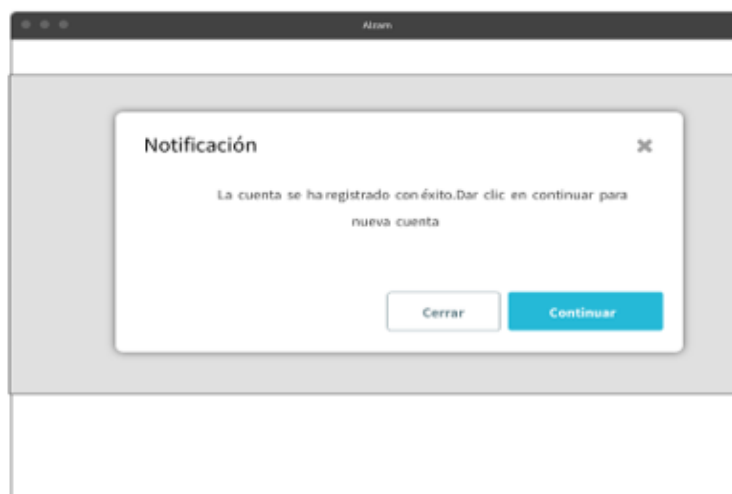 Alzam
Notificación
La cuenta se ha registrado con éxito.Dar clic en continuar para
nueva cuenta
Cerrar
Continuar